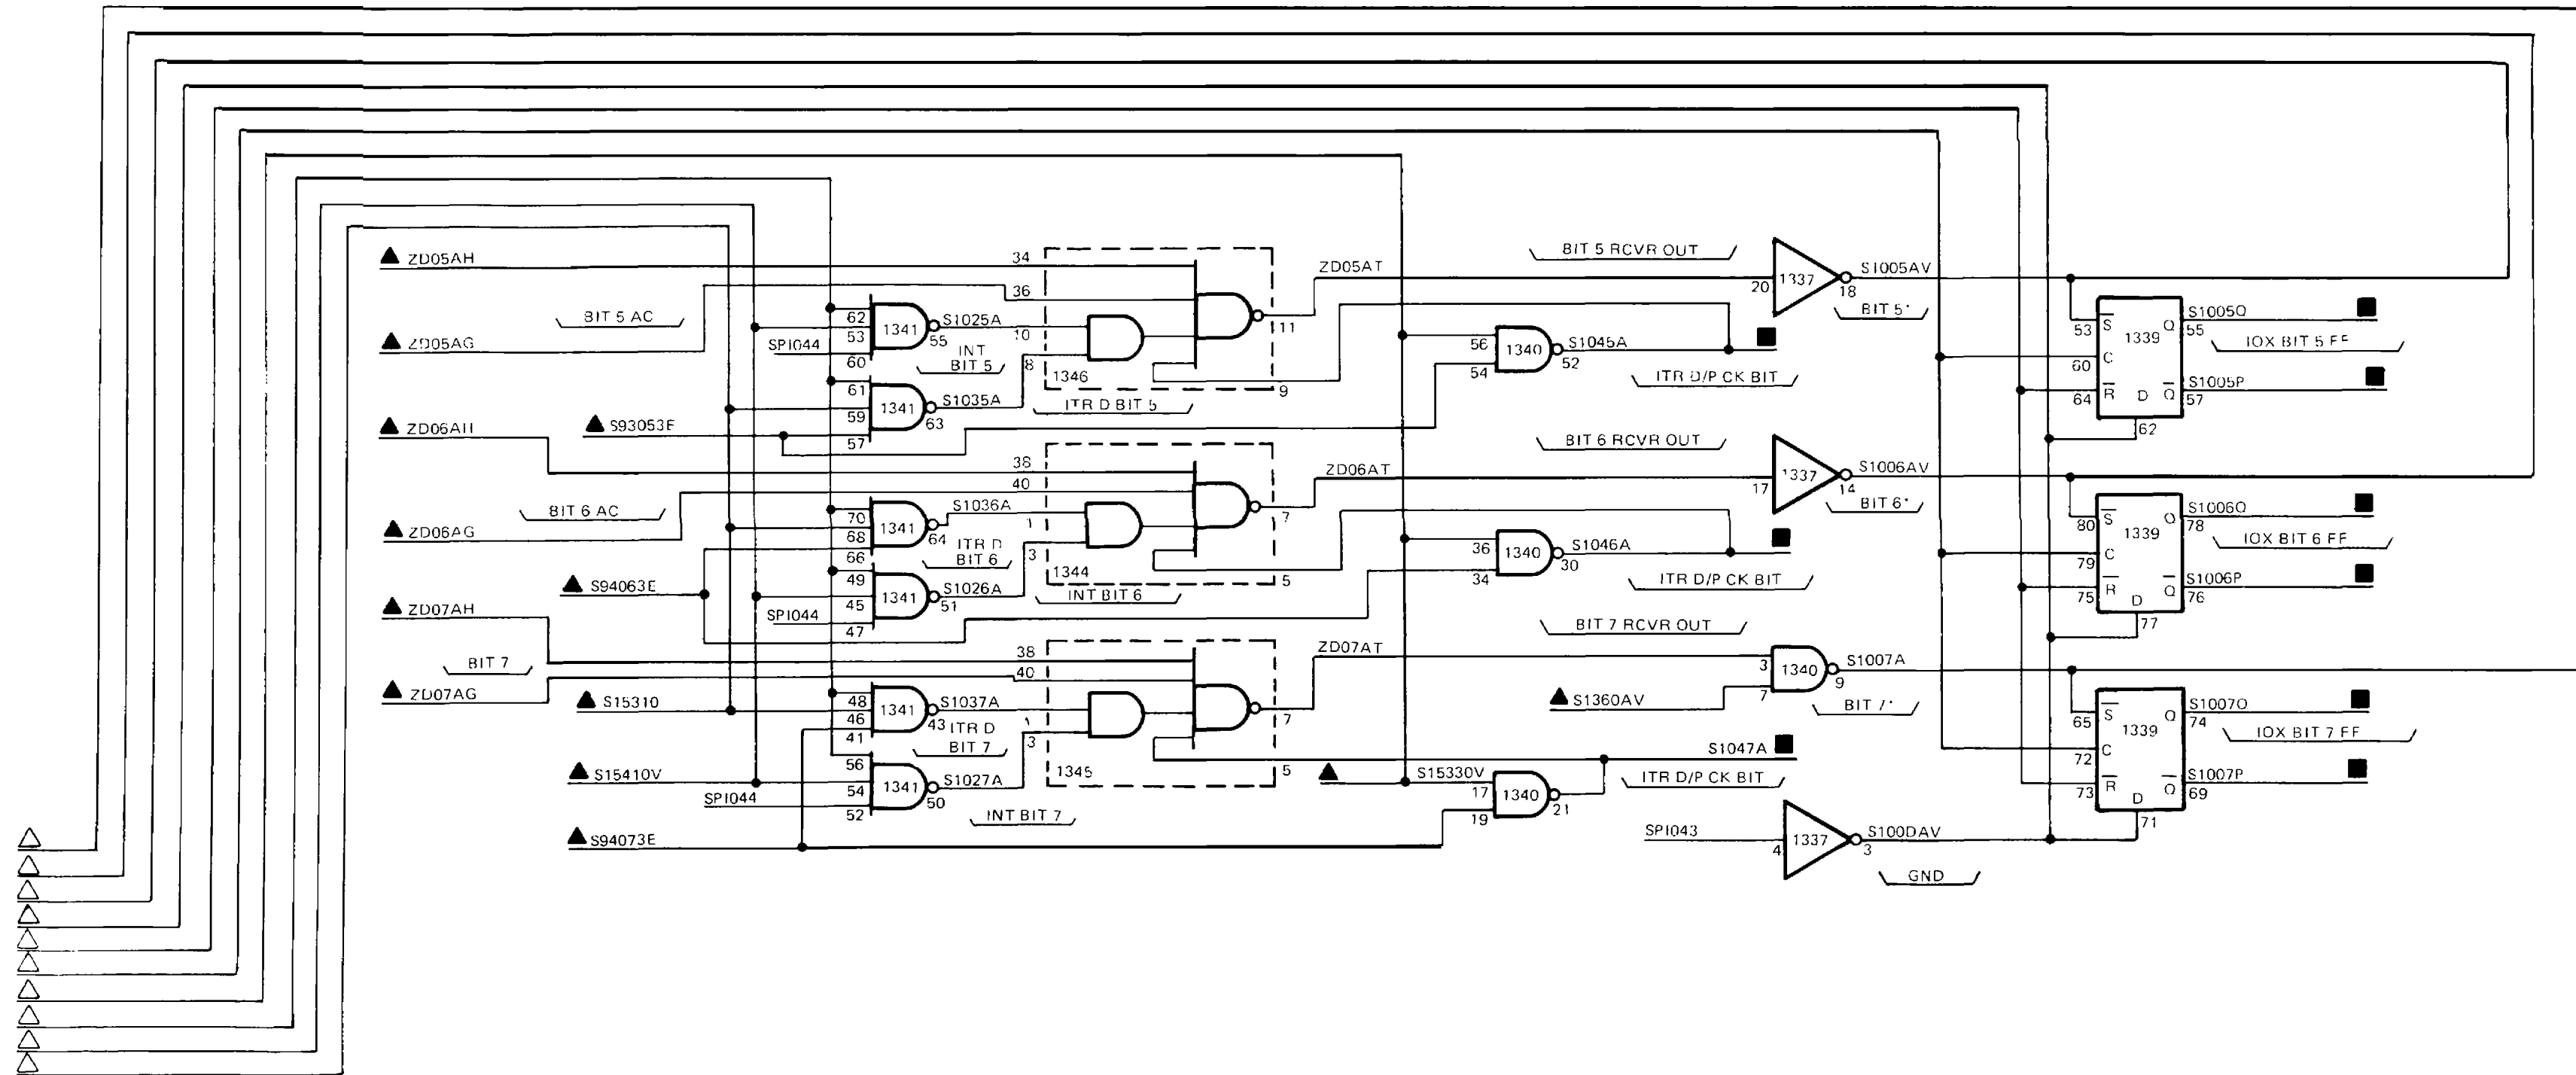 ZD05AH
BIT 5 AC
ZD05AG
ZD06AH
S93053E
BIT 6 AC
ZD06AG
S94063E
ZD07AH
BIT 7
ZD07AG
S15310
S15410V
S94073E
62
53
SPI044
60
1341
55
S1025A
INT
BIT 5
61
59
57
1341
63
S1035A
34
36
10
8
1346
11
9
ITR D BIT 5
70
68
66
1341
64
S1036A
ITR D
BIT 6
49
45
SPI044
47
1341
51
S1026A
38
40
1
3
1344
7
5
INT BIT 6
48
46
41
1341
43
S1037A
ITR D
BIT 7
56
54
SPI044
52
1341
50
S1027A
INT BIT 7
38
40
1
3
1345
7
5
ZD05AT
BIT 5 RCVR OUT
20
1337
18
S1005AV
BIT 5*
56
54
1340
52
S1045A
ITR D/P CK BIT
ZD06AT
BIT 6 RCVR OUT
17
1337
14
S1006AV
BIT 6*
36
34
1340
30
S1046A
ITR D/P CK BIT
ZD07AT
BIT 7 RCVR OUT
3
7
1340
9
S1007A
S1360AV
BIT 7*
S1047A
ITR D/P CK BIT
S15330V
17
19
1340
21
SPI043
4
1337
3
S100DAV
GND
53
S
Q
55
S1005Q
1339
IOX BIT 5 FF
60
C
64
R
D
Q
57
S1005P
62
80
S
Q
78
S1006Q
1339
IOX BIT 6 FF
79
C
75
R
D
Q
76
S1006P
77
65
S
Q
74
S1007Q
1339
IOX BIT 7 FF
72
C
73
R
D
Q
69
S1007P
71